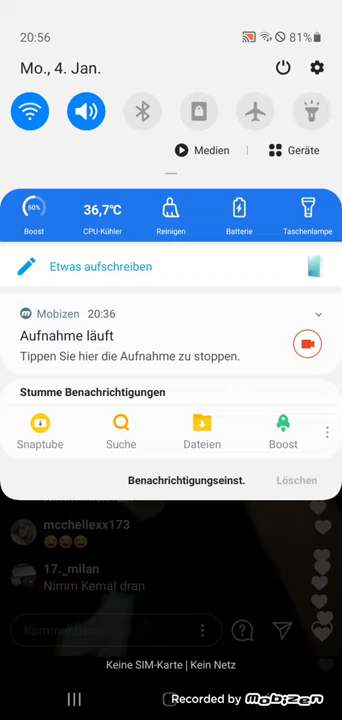 20:56
81%
Mo., 4. Jan.
Medien
Geräte
50%
36,7°C
Boost
CPU-Kühler
Reinigen
Batterie
Taschenlampe
Etwas aufschreiben
Mobizen 20:36
Aufnahme läuft
Tippen Sie hier die Aufnahme zu stoppen.
Stumme Benachrichtigungen
Snaptube
Suche
Dateien
Boost
Benachrichtigungseinst.
Löschen
mcchellexx173
17._milan
Nimm Kemal dran
Kommentieren
Keine SIM-Karte | Kein Netz
Recorded by mobizen